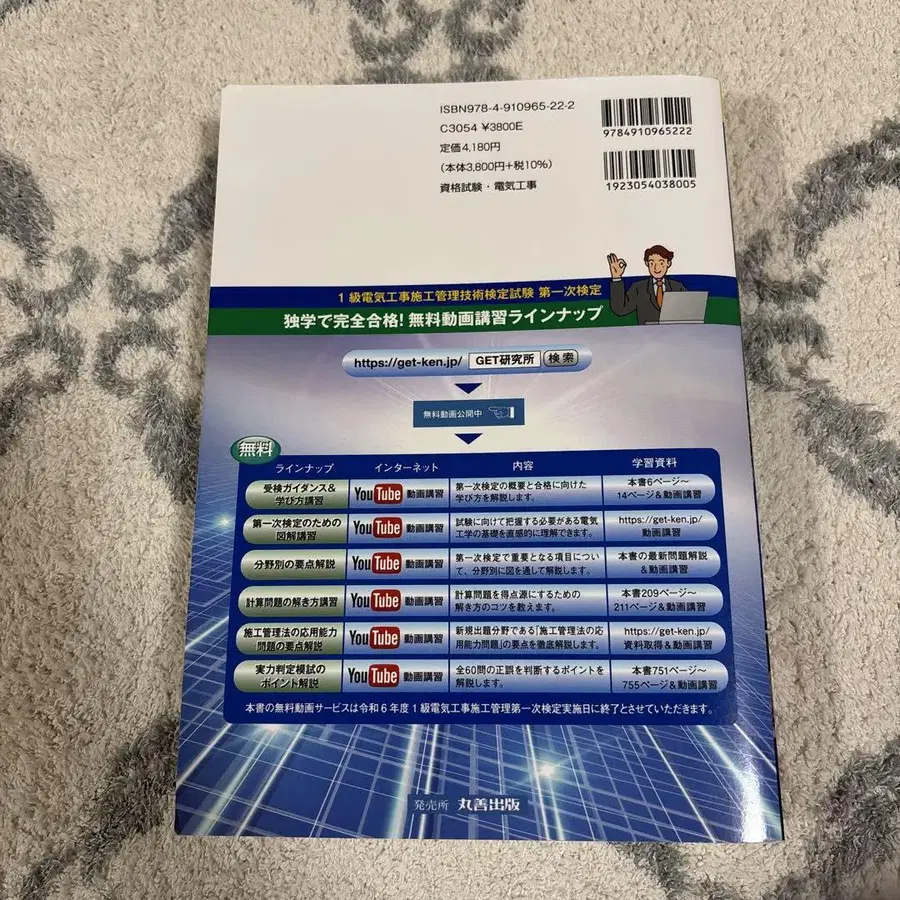 ISBN978-4-910965-22-2
C3054 ¥3800E
定価4,180円
(本体3,800円+税10%)
資格試験・電気工事
9784910965222
1923054038005
1級電気工事施工管理技術検定試験 第一次検定
独学で完全合格!無料動画講習ラインナップ
https://get-ken.jp/ GET研究所 検索
無料動画公開中
無料
ラインナップ インターネット 内容 学習資料
受検ガイダンス&
学び方講習
YouTube 動画講習
第一次検定の概要と合格に向けた
学び方を解説します。
本書6ページ〜
14ページ&動画講習
第一次検定のための
図解講習
YouTube 動画講習
試験に向けて把握する必要がある電気
工学の基礎を直感的に理解できます。
https://get-ken.jp/
動画講習
分野別の要点解説
YouTube 動画講習
第一次検定で重要となる項目につい
て、分野別に図を通して解説します。
本書の最新問題解説
&動画講習
計算問題の解き方講習
YouTube 動画講習
計算問題を得点源にするための
解き方のコツを教えます。
本書209ページ〜
211ページ&動画講習
施工管理法の応用能力
問題の要点解説
YouTube 動画講習
新規出題分野である「施工管理法の応
用能力問題」の要点を徹底解説します。
https://get-ken.jp/
資料取得&動画講習
実力判定模試の
ポイント解説
YouTube 動画講習
全60問の正誤を判断するポイントを
解説します。
本書751ページ〜
755ページ&動画講習
本書の無料動画サービスは令和6年度1級電気工事施工管理第一次検定実施日に終了とさせていただきます。
発売所 丸善出版